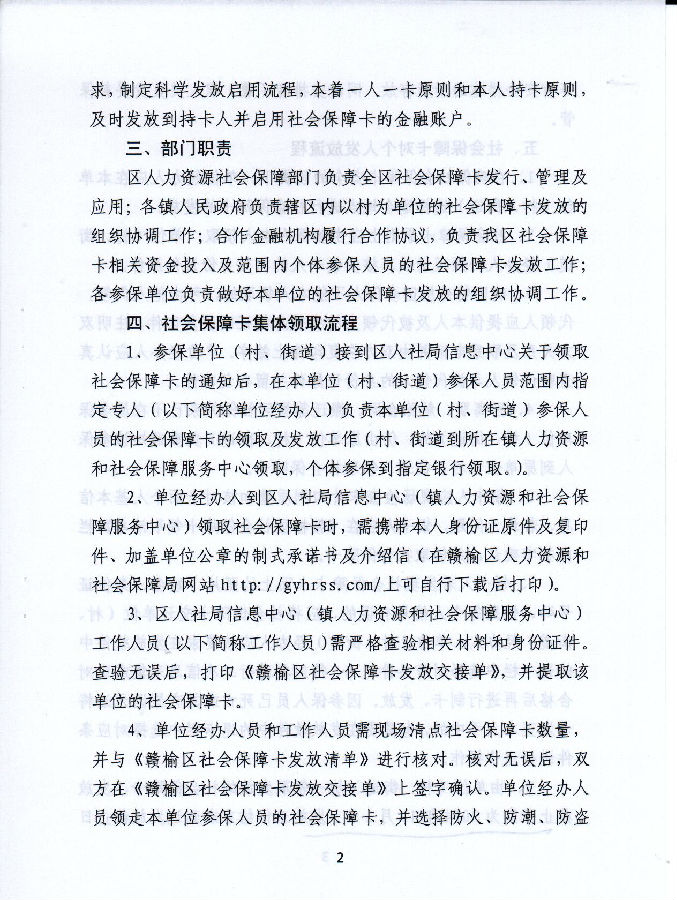 求，制定科学发放启用流程，本着一人一卡原则和本人持卡原则，
及时发放到持卡人并启用社会保障卡的金融账户。
三、部门职责
区人力资源社会保障部门负责全区社会保障卡发行、管理及
应用；各镇人民政府负责辖区内以村为单位的社会保障卡发放的
组织协调工作；合作金融机构履行合作协议，负责我区社会保障
卡相关资金投入及范围内个体参保人员的社会保障卡发放工作；
各参保单位负责做好本单位的社会保障卡发放的组织协调工作。
四、社会保障卡集体领取流程
1、参保单位（村、街道）接到区人社局信息中心关于领取
社会保障卡的通知后，在本单位（村、街道）参保人员范围内指
定专人（以下简称单位经办人）负责本单位（村、街道）参保人
员的社会保障卡的领取及发放工作（村、街道到所在镇人力资源
和社会保障服务中心领取，个体参保到指定银行领取。）。
2、单位经办人到区人社局信息中心（镇人力资源和社会保
障服务中心）领取社会保障卡时，需携带本人身份证原件及复印
件、加盖单位公章的制式承诺书及介绍信（在赣榆区人力资源和
社会保障局网站http://gyhrss.com/上可自行下载后打印）。
3、区人社局信息中心（镇人力资源和社会保障服务中心）
工作人员（以下简称工作人员）需严格查验相关材料和身份证件。
查验无误后，打印《赣榆区社会保障卡发放交接单》，并提取该
单位的社会保障卡。
4、单位经办人员和工作人员需现场清点社会保障卡数量，
并与《赣榆区社会保障卡发放清单》进行核对。核对无误后，双
方在《赣榆区社会保障卡发放交接单》上签字确认。单位经办人
员领走本单位参保人员的社会保障卡，并选择防火、防潮、防盗
2